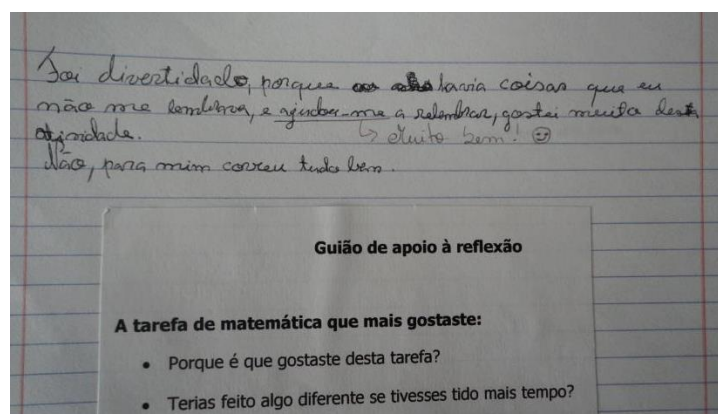 Foi divertidade, porque havia coisas que eu
não me lembrava, e ajudou-me a relembrar, gostei muito desta
atividade.
↳ Muito bem! ☺
Não, para mim correu tudo bem.
Guião de apoio à reflexão
A tarefa de matemática que mais gostaste:
• Porque é que gostaste desta tarefa?
• Terias feito algo diferente se tivesses tido mais tempo?